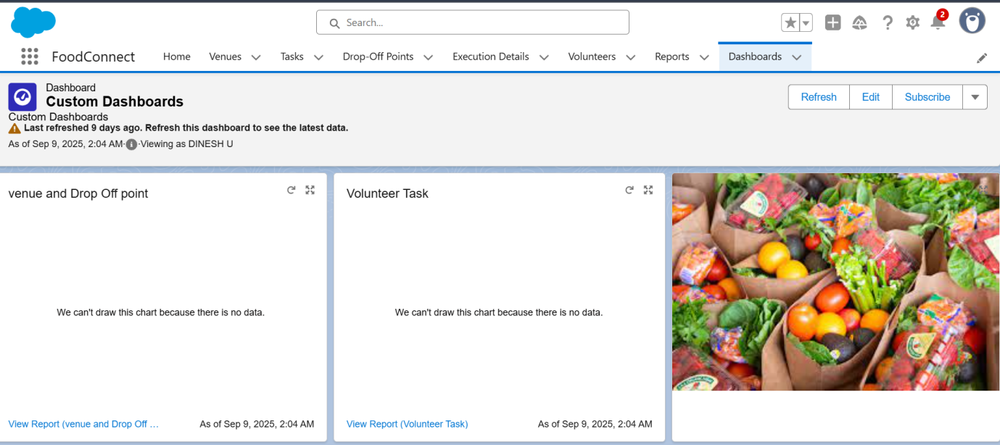 Search...
2
FoodConnect Home Venues Tasks Drop-Off Points Execution Details Volunteers Reports Dashboards
Dashboard
Custom Dashboards
Custom Dashboards
Last refreshed 9 days ago. Refresh this dashboard to see the latest data.
As of Sep 9, 2025, 2:04 AM·Viewing as DINESH U
Refresh Edit Subscribe
venue and Drop Off point
We can't draw this chart because there is no data.
View Report (venue and Drop Off ... As of Sep 9, 2025, 2:04 AM
Volunteer Task
We can't draw this chart because there is no data.
View Report (Volunteer Task) As of Sep 9, 2025, 2:04 AM